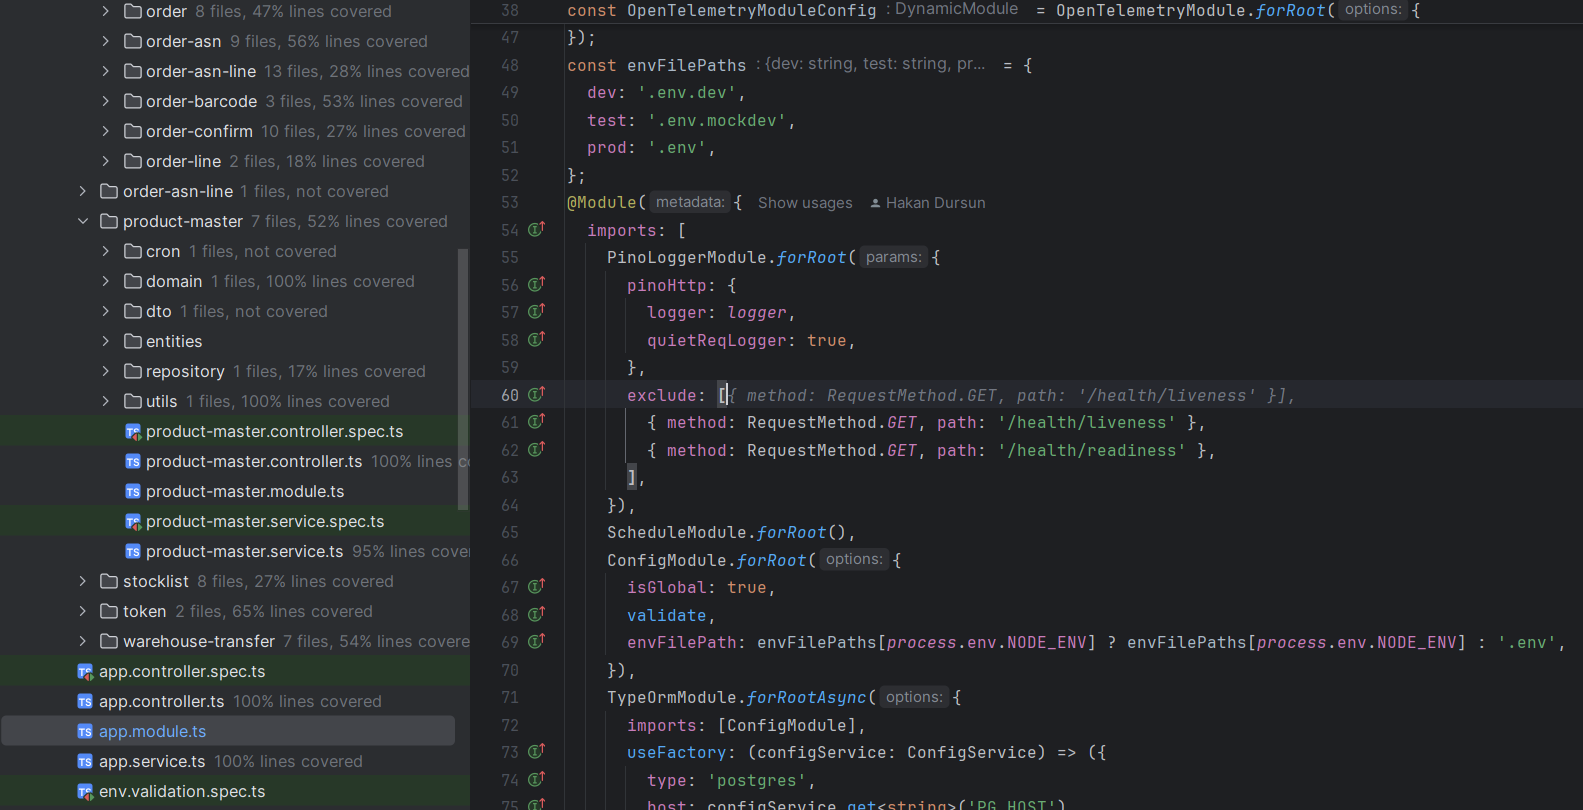 order 8 files, 47% lines covered
order-asn 9 files, 56% lines covered
order-asn-line 13 files, 28% lines covered
order-barcode 3 files, 53% lines covered
order-confirm 10 files, 27% lines covered
order-line 2 files, 18% lines covered
order-asn-line 1 files, not covered
product-master 7 files, 52% lines covered
cron 1 files, not covered
domain 1 files, 100% lines covered
dto 1 files, not covered
entities
repository 1 files, 17% lines covered
utils 1 files, 100% lines covered
product-master.controller.spec.ts
product-master.controller.ts 100% lines c
product-master.module.ts
product-master.service.spec.ts
product-master.service.ts 95% lines cove
stocklist 8 files, 27% lines covered
token 2 files, 65% lines covered
warehouse-transfer 7 files, 54% lines covere
app.controller.spec.ts
app.controller.ts 100% lines covered
app.module.ts
app.service.ts 100% lines covered
env.validation.spec.ts
38 const OpenTelemetryModuleConfig : DynamicModule = OpenTelemetryModule.forRoot( options: {
47 });
48 const envFilePaths : {dev: string, test: string, pr... = {
49 dev: '.env.dev',
50 test: '.env.mockdev',
51 prod: '.env',
52 };
53 @Module( metadata: { Show usages Hakan Dursun
54 imports: [
55 PinoLoggerModule.forRoot( params: {
56 pinoHttp: {
57 logger: logger,
58 quietReqLogger: true,
59 },
60 exclude: [{ method: RequestMethod.GET, path: '/health/liveness' }],
61 { method: RequestMethod.GET, path: '/health/liveness' },
62 { method: RequestMethod.GET, path: '/health/readiness' },
63 ],
64 }),
65 ScheduleModule.forRoot(),
66 ConfigModule.forRoot( options: {
67 isGlobal: true,
68 validate,
69 envFilePath: envFilePaths[process.env.NODE_ENV] ? envFilePaths[process.env.NODE_ENV] : '.env',
70 }),
71 TypeOrmModule.forRootAsync( options: {
72 imports: [ConfigModule],
73 useFactory: (configService: ConfigService) => ({
74 type: 'postgres',
75 host: configService.get<string>('PG_HOST')